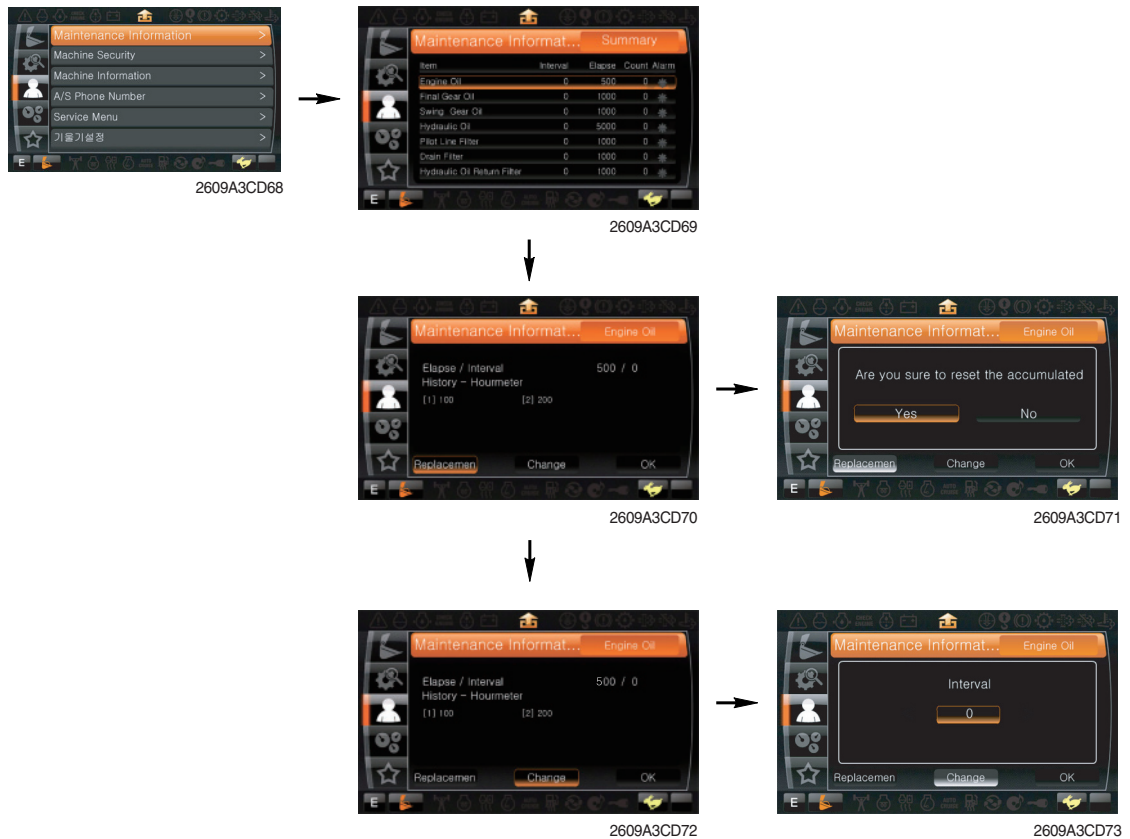 Maintenance Information >
Machine Security >
Machine Information >
A/S Phone Number >
Service Menu >
기울기설정 >
E
2609A3CD68
Maintenance Informat... Summary
Item Interval Elapse Count Alarm
Engine Oil 0 500 0
Final Gear Oil 0 1000 0
Swing Gear Oil 0 1000 0
Hydraulic Oil 0 5000 0
Pilot Line Filter 0 1000 0
Drain Filter 0 1000 0
Hydraulic Oil Return Filter 0 1000 0
E
2609A3CD69
Maintenance Informat... Engine Oil
Elapse / Interval 500 / 0
History - Hourmeter
[1] 100 [2] 200
Replacemen Change OK
E
2609A3CD70
Maintenance Informat... Engine Oil
Are you sure to reset the accumulated
Yes No
Replacemen Change OK
E
2609A3CD71
Maintenance Informat... Engine Oil
Elapse / Interval 500 / 0
History - Hourmeter
[1] 100 [2] 200
Replacemen Change OK
E
2609A3CD72
Maintenance Informat... Engine Oil
Interval
0
Replacemen Change OK
E
2609A3CD73